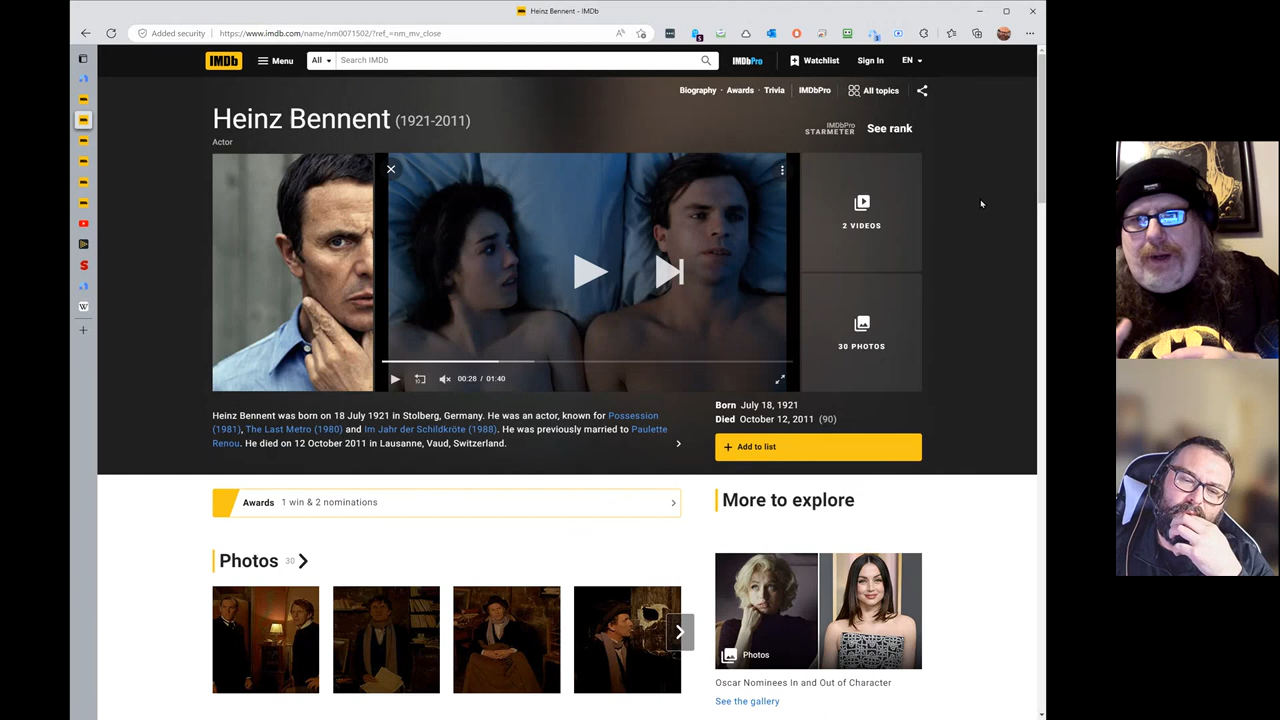 Heinz Bennent - IMDb
Added security
https://www.imdb.com/name/nm0071502/?ref_=nm_mv_close
IMDb
Menu
All
Search IMDb
IMDbPro
Watchlist
Sign In
EN
Biography · Awards · Trivia
IMDbPro
All topics
Heinz Bennent (1921-2011)
Actor
IMDbPro
STARMETER
See rank
2 VIDEOS
30 PHOTOS
10
00:28 / 01:40
Heinz Bennent was born on 18 July 1921 in Stolberg, Germany. He was an actor, known for Possession
(1981), The Last Metro (1980) and Im Jahr der Schildkröte (1988). He was previously married to Paulette
Renou. He died on 12 October 2011 in Lausanne, Vaud, Switzerland.
Born July 18, 1921
Died October 12, 2011 (90)
Add to list
Awards 1 win & 2 nominations
More to explore
Photos 30
Photos
Oscar Nominees In and Out of Character
See the gallery